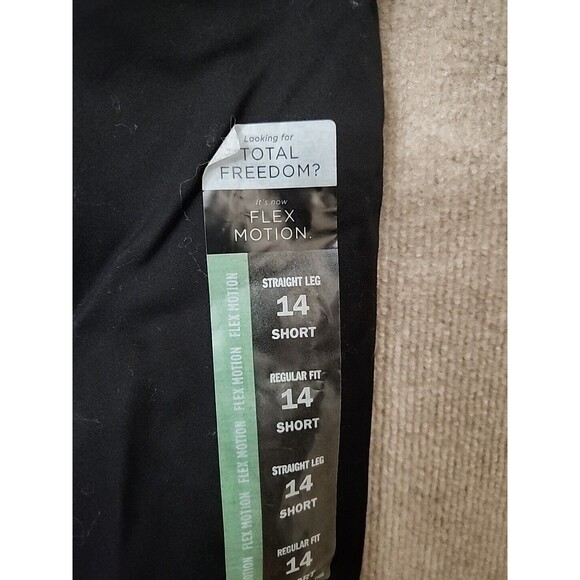 Looking for
TOTAL
FREEDOM?
It's now
FLEX
MOTION.
STRAIGHT LEG
14
SHORT
REGULAR FIT
14
SHORT
STRAIGHT LEG
14
SHORT
REGULAR FIT
14
FLEX MOTION
FLEX MOTION
FLEX MOTION
FLEX MOTION